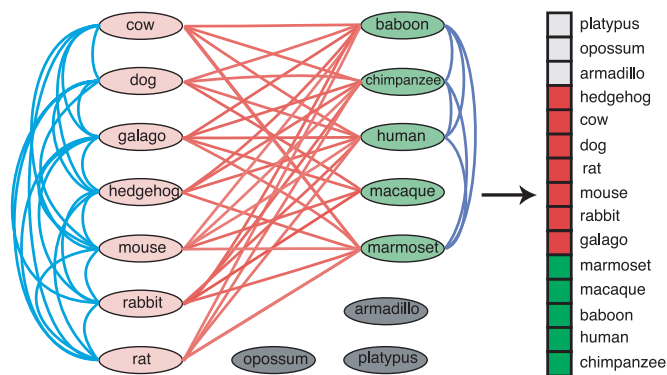 cow
dog
galago
hedgehog
mouse
rabbit
rat
baboon
chimpanzee
human
macaque
marmoset
armadillo
opossum
platypus
platypus
opossum
armadillo
hedgehog
cow
dog
rat
mouse
rabbit
galago
marmoset
macaque
baboon
human
chimpanzee